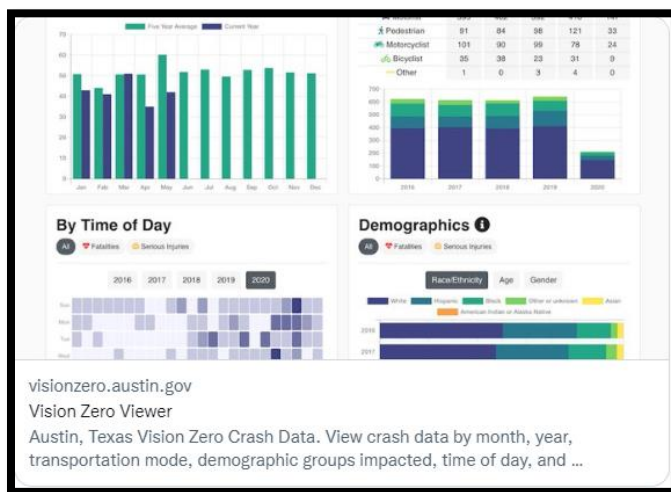 Five Year Average Current Year
70
60
50
40
30
20
10
0
Jan Feb Mar Apr May Jun Jul Aug Sep Oct Nov Dec
Pedestrian 91 84 98 121 33
Motorcyclist 101 90 99 78 24
Bicyclist 35 38 23 31 9
Other 1 0 3 4 0
700
600
500
400
300
200
100
0
2016 2017 2018 2019 2020
By Time of Day
All Fatalities Serious Injuries
2016 2017 2018 2019 2020
Sun
Mon
Tue
Wed
Demographics
All Fatalities Serious Injuries
Race/Ethnicity Age Gender
White Hispanic Black Other or unknown Asian
American Indian or Alaska Native
2016
2017
visionzero.austin.gov
Vision Zero Viewer
Austin, Texas Vision Zero Crash Data. View crash data by month, year,
transportation mode, demographic groups impacted, time of day, and ...